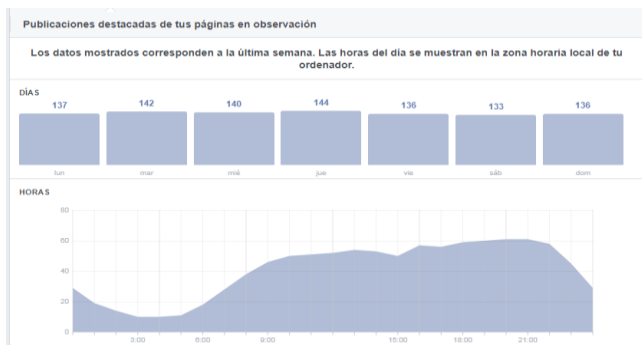 Publicaciones destacadas de tus páginas en observación
Los datos mostrados corresponden a la última semana. Las horas del día se muestran en la zona horaria local de tu
ordenador.
DÍAS
137 142 140 144 136 133 136
lun mar mié jue vie sáb dom
HORAS
80
60
40
20
0
3:00 6:00 9:00 15:00 18:00 21:00